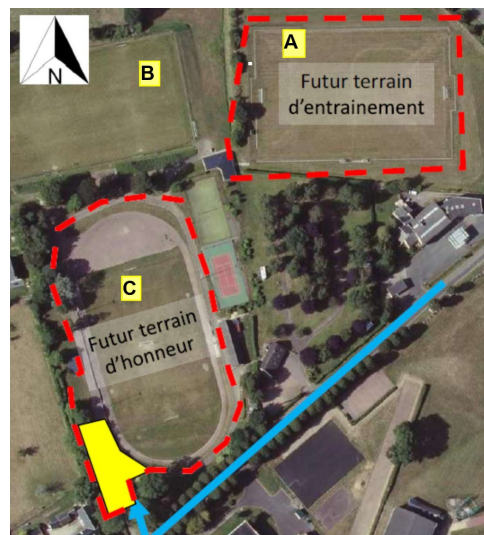 A
Futur terrain
d'entrainement
B
N
C
Futur terrain
d'honneur